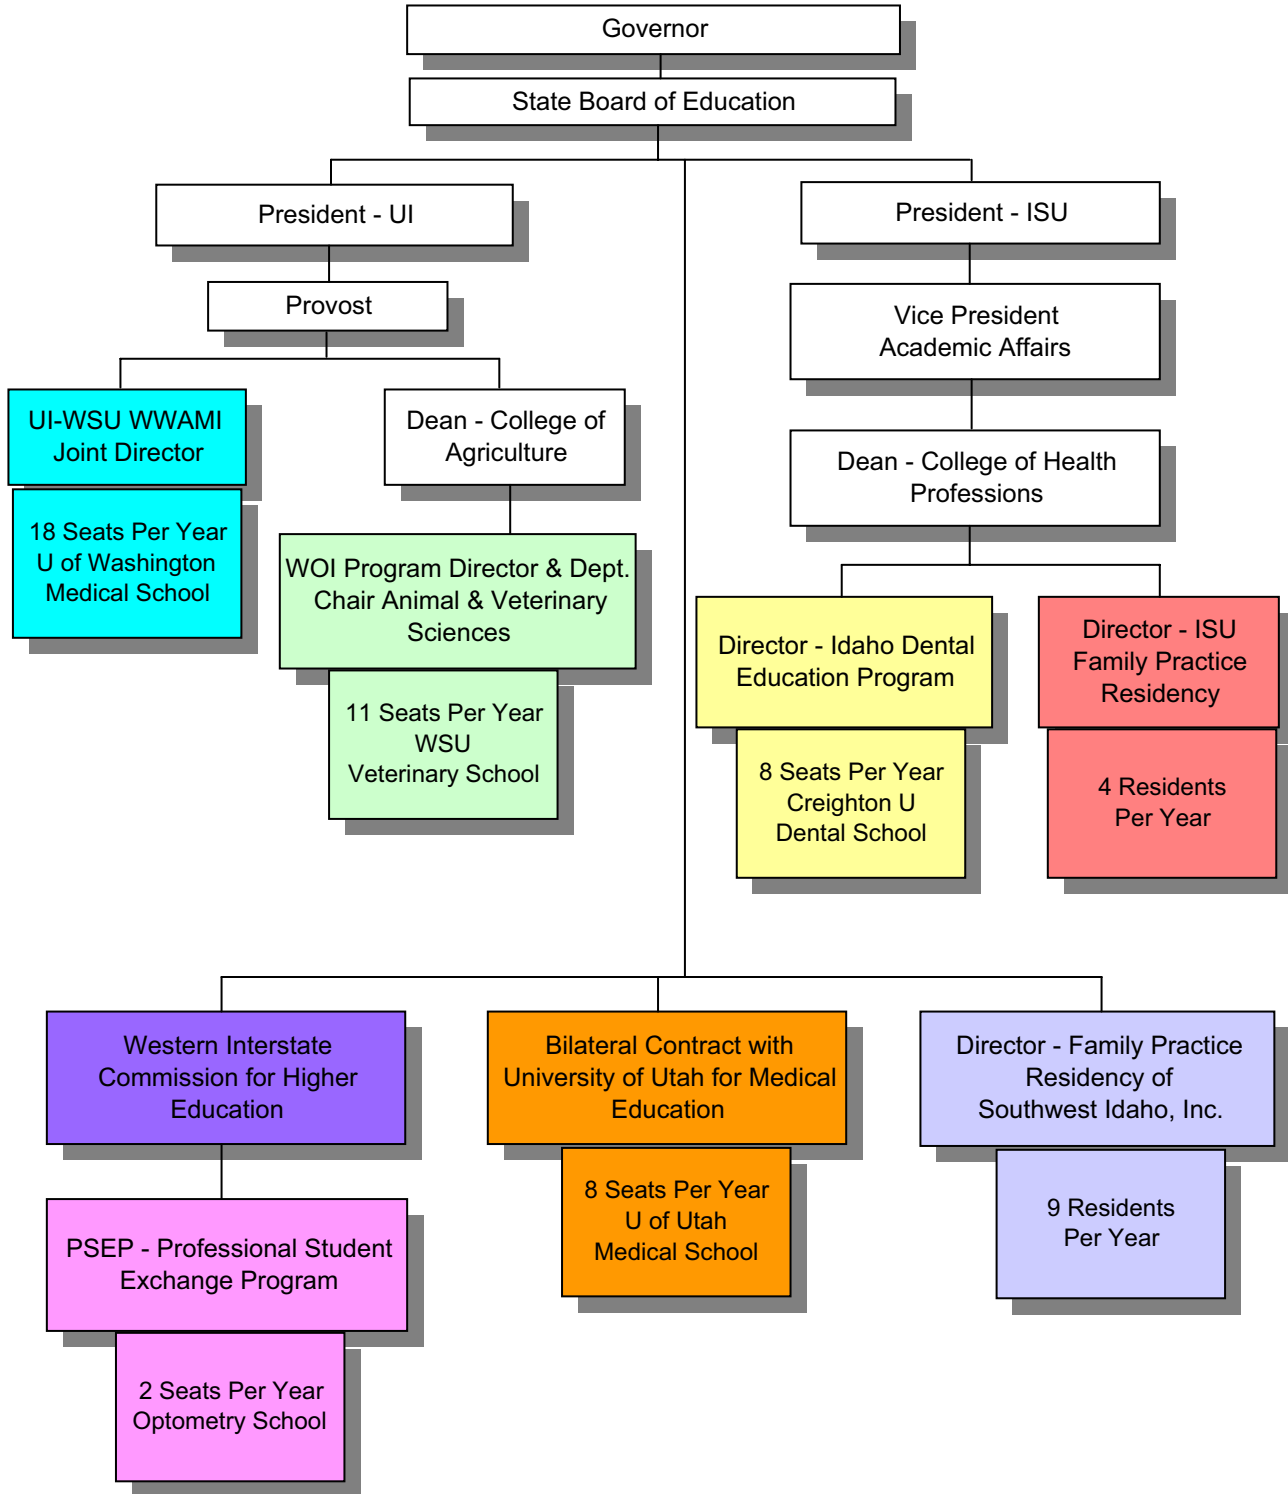 Governor
State Board of Education
President - UI
President - ISU
Provost
Vice President
Academic Affairs
UI-WSU WWAMI
Joint Director
Dean - College of
Agriculture
Dean - College of Health
Professions
18 Seats Per Year
U of Washington
Medical School
WOI Program Director & Dept.
Chair Animal & Veterinary
Sciences
11 Seats Per Year
WSU
Veterinary School
Director - Idaho Dental
Education Program
Director - ISU
Family Practice
Residency
8 Seats Per Year
Creighton U
Dental School
4 Residents
Per Year
Western Interstate
Commission for Higher
Education
Bilateral Contract with
University of Utah for Medical
Education
Director - Family Practice
Residency of
Southwest Idaho, Inc.
PSEP - Professional Student
Exchange Program
8 Seats Per Year
U of Utah
Medical School
9 Residents
Per Year
2 Seats Per Year
Optometry School